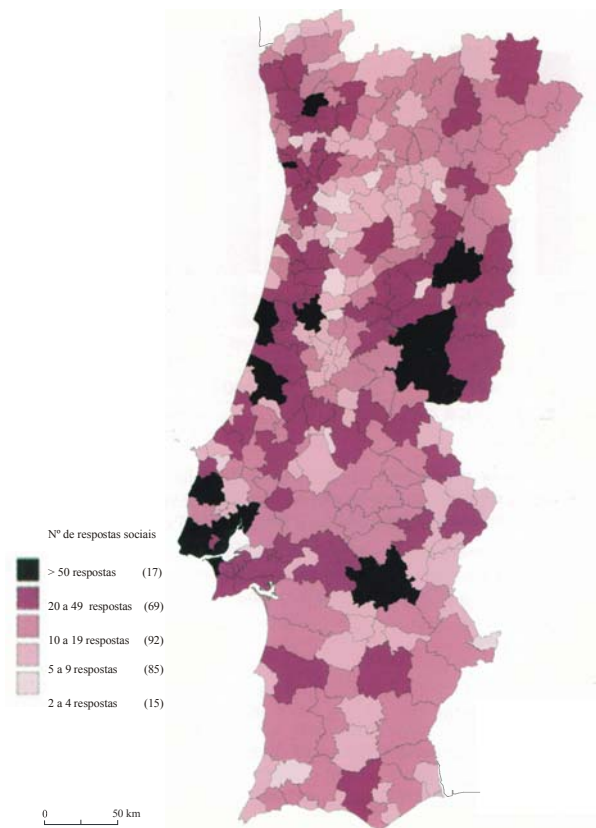 Nº de respostas sociais
> 50 respostas (17)
20 a 49 respostas (69)
10 a 19 respostas (92)
5 a 9 respostas (85)
2 a 4 respostas (15)
0 50 km